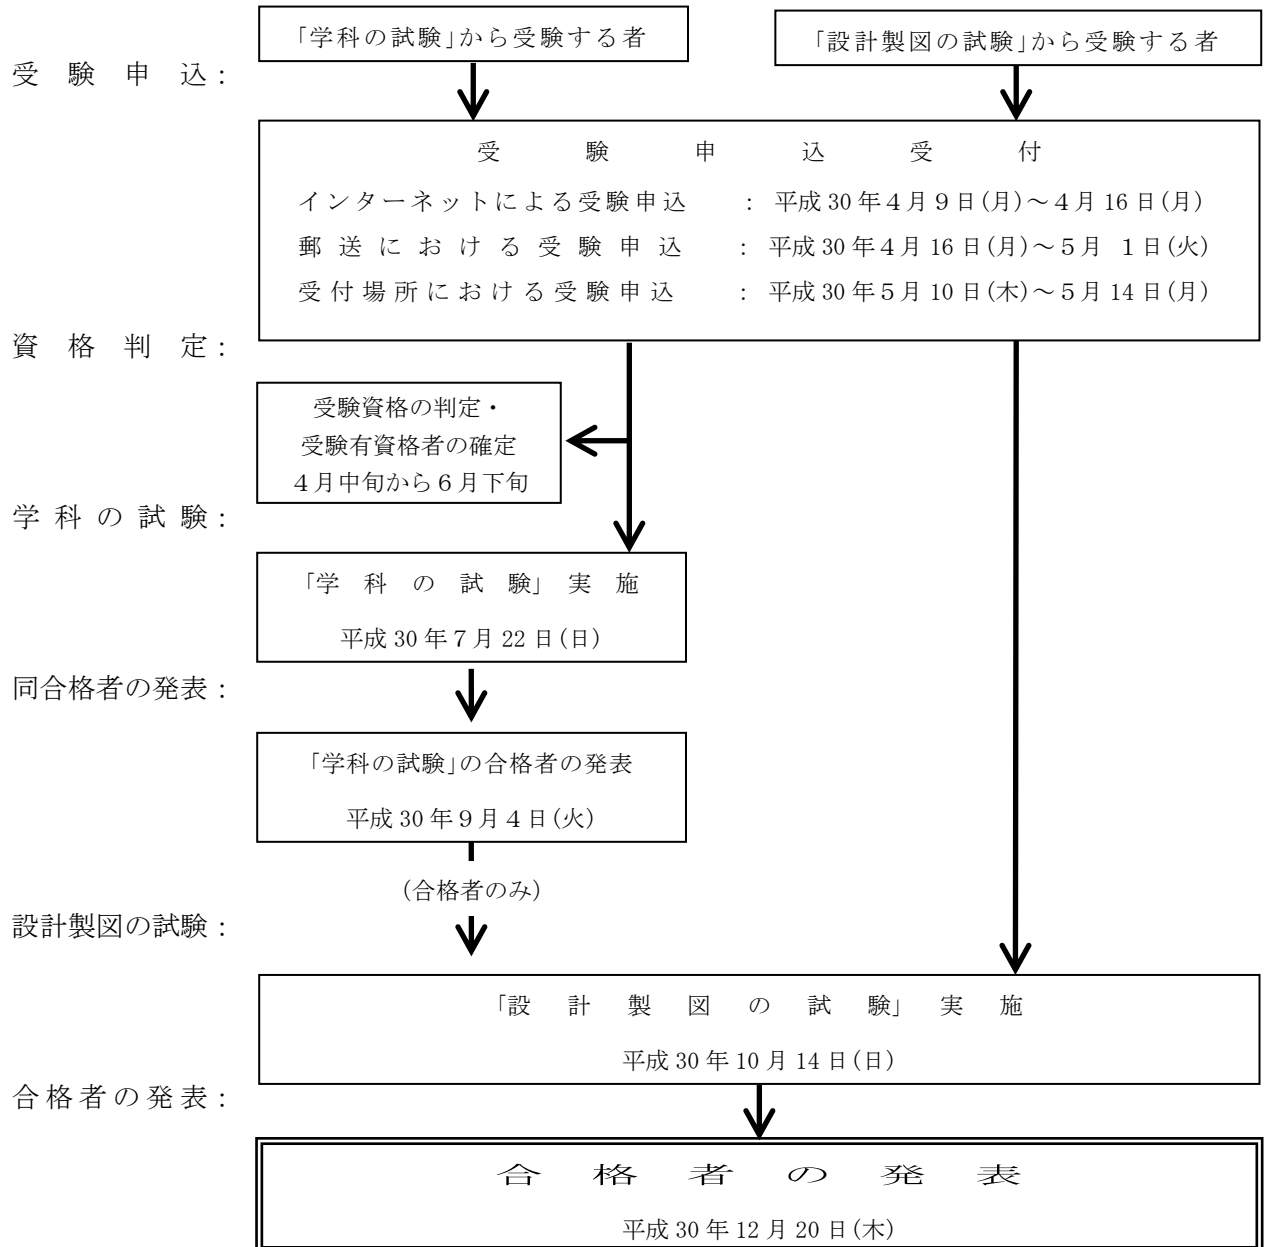 「学科の試験」から受験する者
「設計製図の試験」から受験する者
受験申込：
受験申込受付
インターネットによる受験申込 ： 平成30年4月9日(月)～4月16日(月)
郵送における受験申込 ： 平成30年4月16日(月)～5月 1日(火)
受付場所における受験申込 ： 平成30年5月10日(木)～5月14日(月)
資格判定：
受験資格の判定・
受験有資格者の確定
4月中旬から6月下旬
学科の試験：
「学科の試験」実施
平成30年7月22日(日)
同合格者の発表：
「学科の試験」の合格者の発表
平成30年9月4日(火)
(合格者のみ)
設計製図の試験：
「設計製図の試験」実施
平成30年10月14日(日)
合格者の発表：
合格者の発表
平成30年12月20日(木)